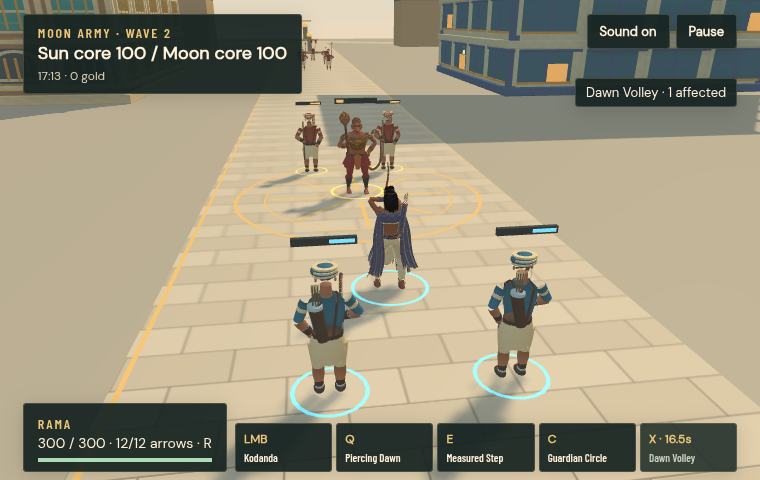 MOON ARMY · WAVE 2
Sun core 100 / Moon core 100
17:13 · 0 gold
Sound on
Pause
Dawn Volley · 1 affected
RAMA
300 / 300 · 12/12 arrows · R
LMB
Kodanda
Q
Piercing Dawn
E
Measured Step
C
Guardian Circle
X · 16.5s
Dawn Volley